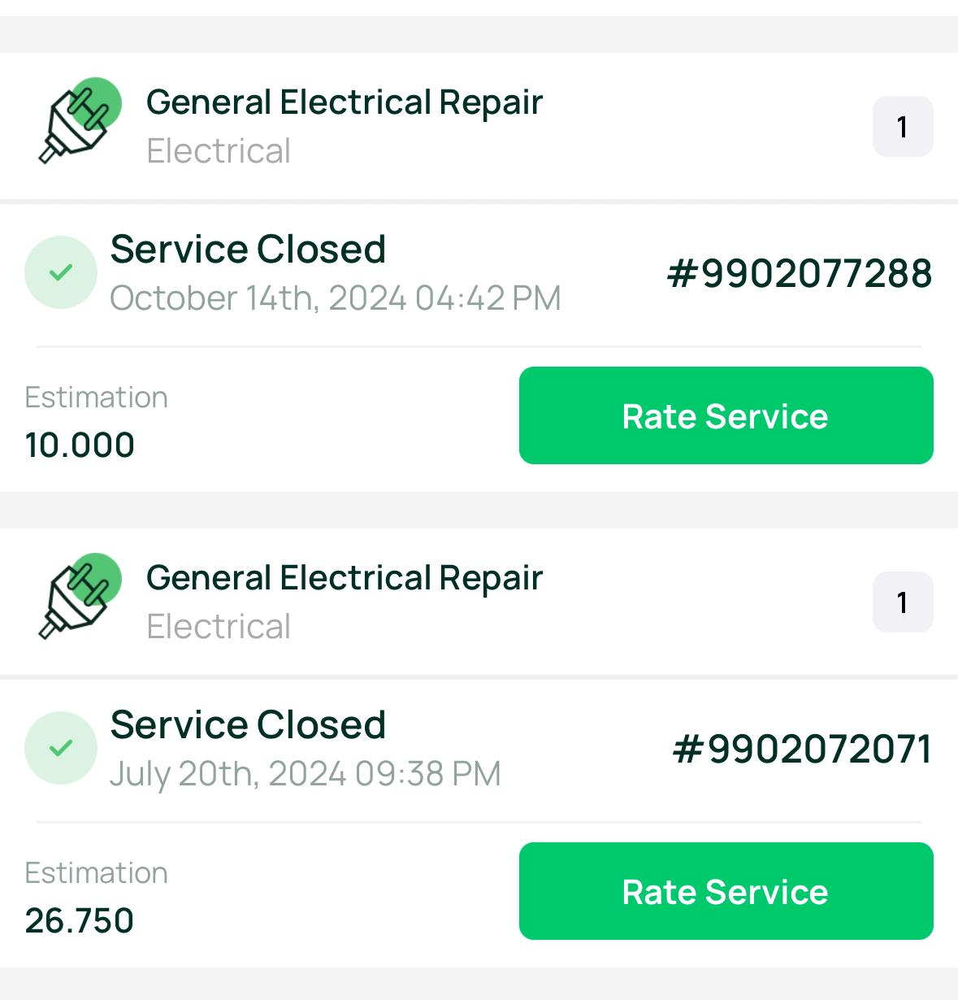 General Electrical Repair
Electrical
1
Service Closed
October 14th, 2024 04:42 PM
#9902077288
Estimation
10.000
Rate Service
General Electrical Repair
Electrical
1
Service Closed
July 20th, 2024 09:38 PM
#9902072071
Estimation
26.750
Rate Service